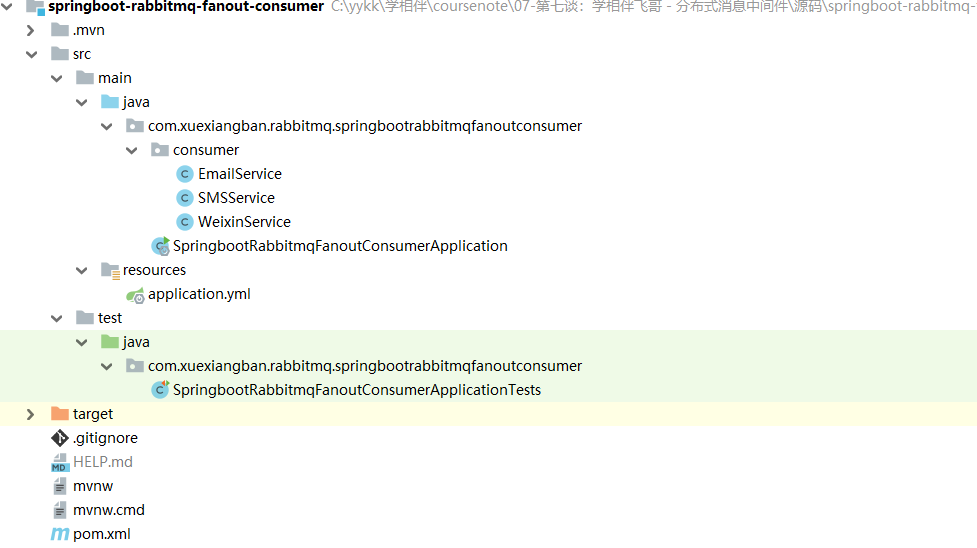 springboot-rabbitmq-fanout-consumer C:\yykk\学相伴\coursenote\07-第七谈：学相伴飞哥 - 分布式消息中间件\源码\springboot-rabbitmq-
.mvn
src
main
java
com.xuexiangban.rabbitmq.springbootrabbitmqfanoutconsumer
consumer
EmailService
SMSService
WeixinService
SpringbootRabbitmqFanoutConsumerApplication
resources
application.yml
test
java
com.xuexiangban.rabbitmq.springbootrabbitmqfanoutconsumer
SpringbootRabbitmqFanoutConsumerApplicationTests
target
.gitignore
HELP.md
mvnw
mvnw.cmd
pom.xml